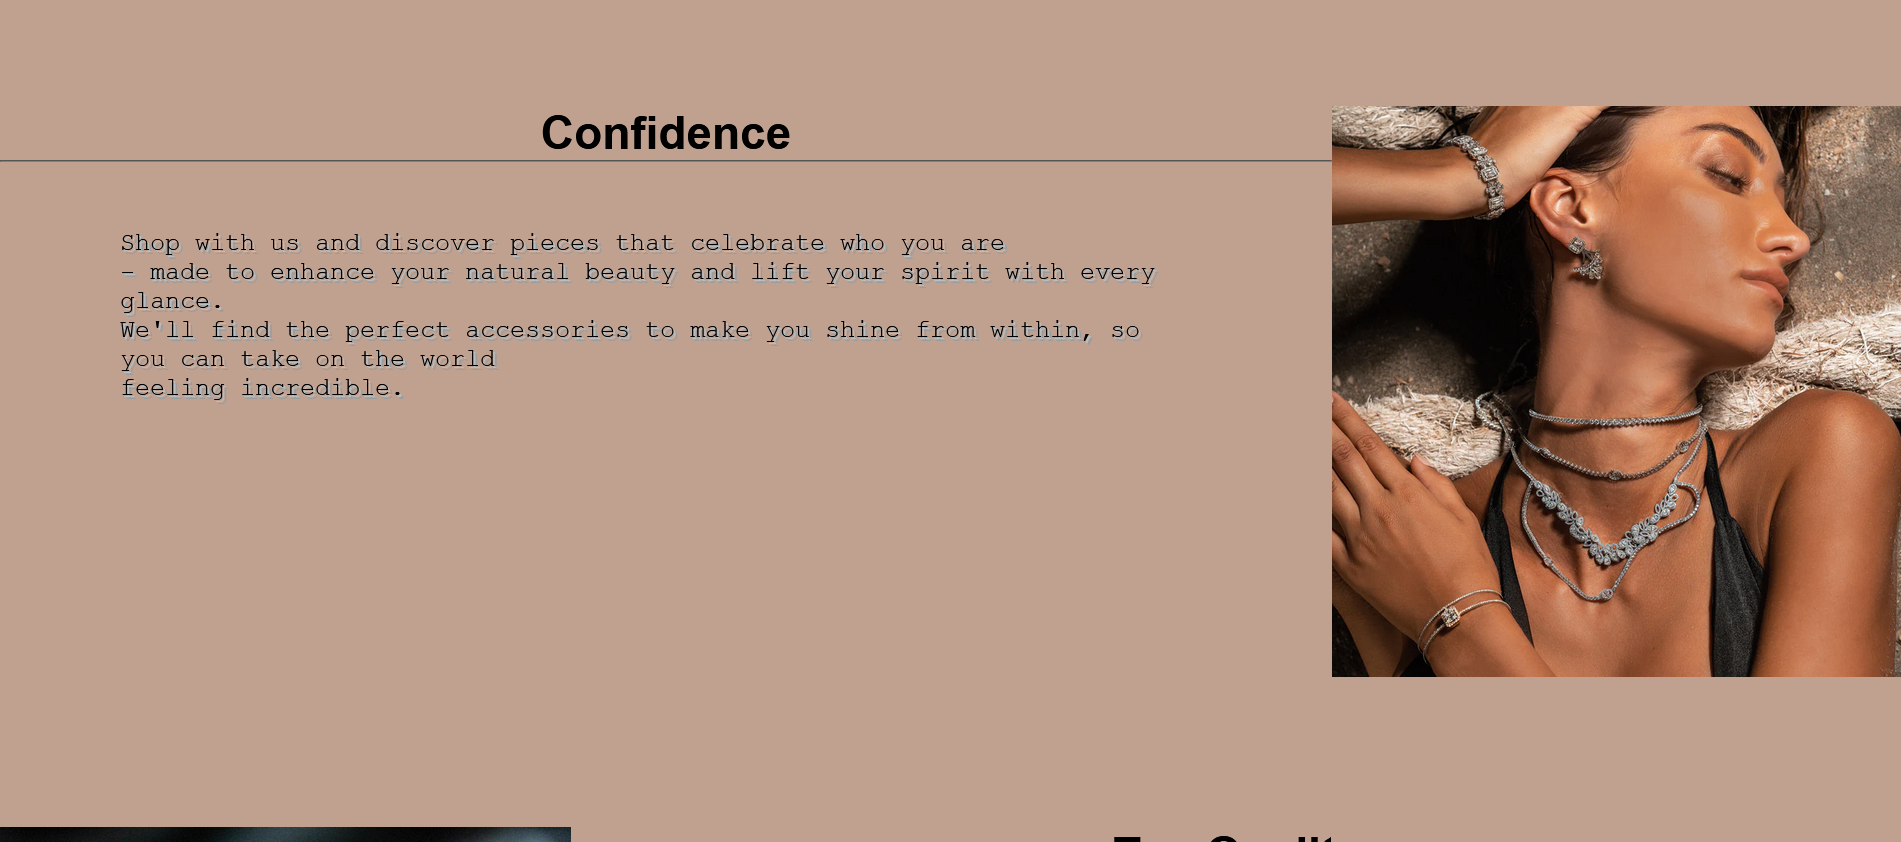 Confidence
Shop with us and discover pieces that celebrate who you are
- made to enhance your natural beauty and lift your spirit with every
glance.
We'll find the perfect accessories to make you shine from within, so
you can take on the world
feeling incredible.